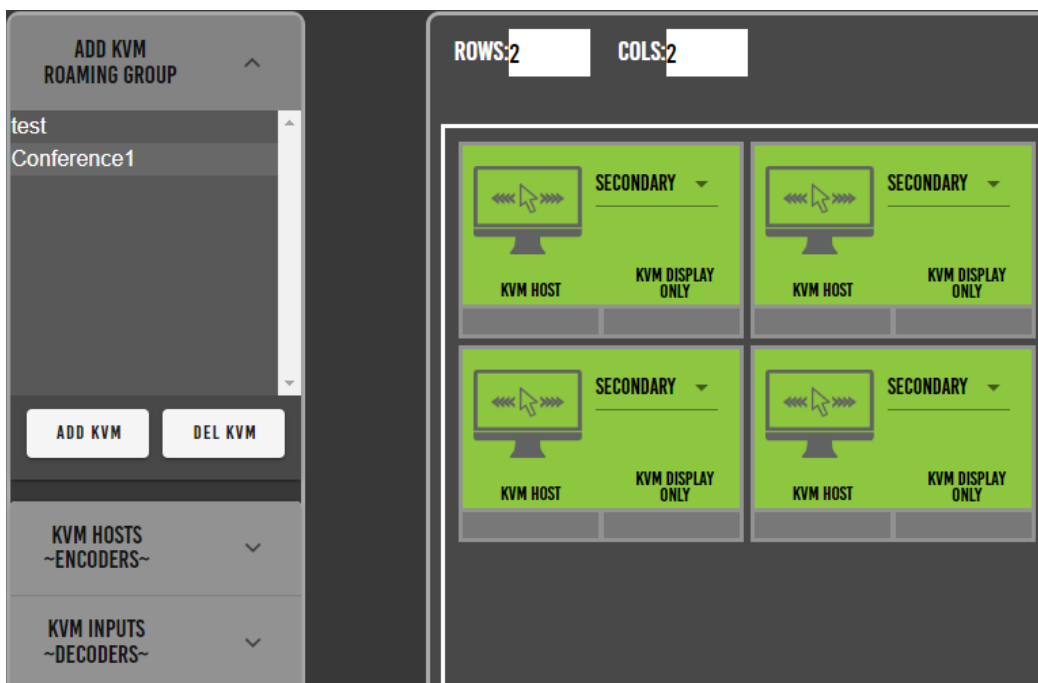 ADD KVM
ROAMING GROUP
test
Conference1
ADD KVM
DEL KVM
KVM HOSTS
~ENCODERS~
KVM INPUTS
~DECODERS~
ROWS:2
COLS:2
SECONDARY
KVM HOST
KVM DISPLAY
ONLY
SECONDARY
KVM HOST
KVM DISPLAY
ONLY
SECONDARY
KVM HOST
KVM DISPLAY
ONLY
SECONDARY
KVM HOST
KVM DISPLAY
ONLY